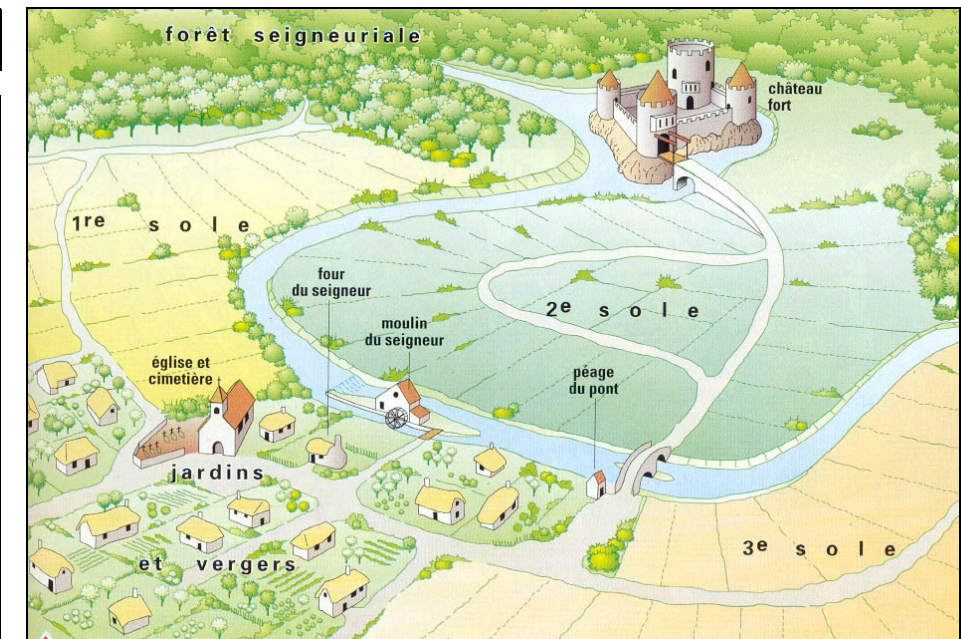 forêt seigneuriale
château
fort
1re sole
four
du seigneur
2e sole
moulin
du seigneur
église et
cimetière
péage
du pont
jardins
3e sole
et vergers